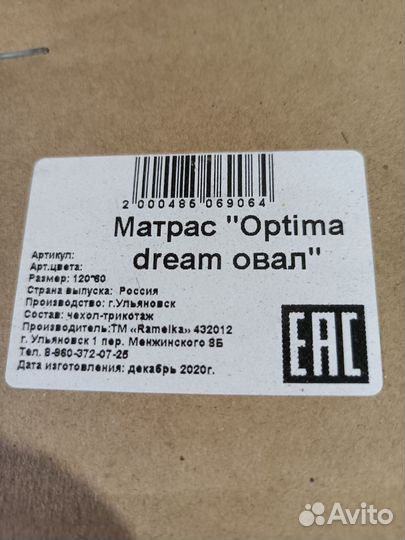 2 000485 069064
Матрас "Optima
dream овал"
Артикул:
Арт.цвета:
Размер: 120*60
Страна выпуска: Россия
Производство: г.Ульяновск
Состав: чехол-трикотаж
Производитель:ТМ «Ramelka» 432012
г. Ульяновск 1 пер. Менжинского 8Б
Тел. 8-960-372-07-25
Дата изготовления: декабрь 2020г.
EAC
Avito